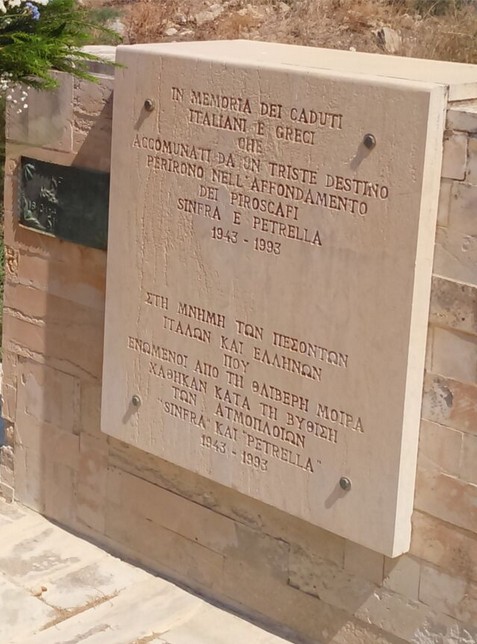 IN MEMORIA DEI CADUTI
ITALIANI E GRECI
CHE
ACCOMUNATI DA UN TRISTE DESTINO
PERIRONO NELL'AFFONDAMENTO
DEI PIROSCAFI
SINFRA E PETRELLA
1943 - 1993
ΣΤΗ ΜΝΗΜΗ ΤΩΝ ΠΕΣΟΝΤΩΝ
ΙΤΑΛΩΝ ΚΑΙ ΕΛΛΗΝΩΝ
ΠΟΥ
ΕΝΩΜΕΝΟΙ ΑΠΟ ΤΗ ΘΛΙΒΕΡΗ ΜΟΙΡΑ
ΧΑΘΗΚΑΝ ΚΑΤΑ ΤΗ ΒΥΘΙΣΗ
ΤΩΝ ΑΤΜΟΠΛΟΙΩΝ
"SINFRA" ΚΑΙ "PETRELLA"
1943 - 1993